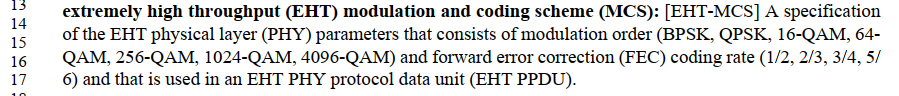 13 extremely high throughput (EHT) modulation and coding scheme (MCS): [EHT-MCS] A specification
14 of the EHT physical layer (PHY) parameters that consists of modulation order (BPSK, QPSK, 16-QAM, 64-
15 QAM, 256-QAM, 1024-QAM, 4096-QAM) and forward error correction (FEC) coding rate (1/2, 2/3, 3/4, 5/
16 6) and that is used in an EHT PHY protocol data unit (EHT PPDU).
17